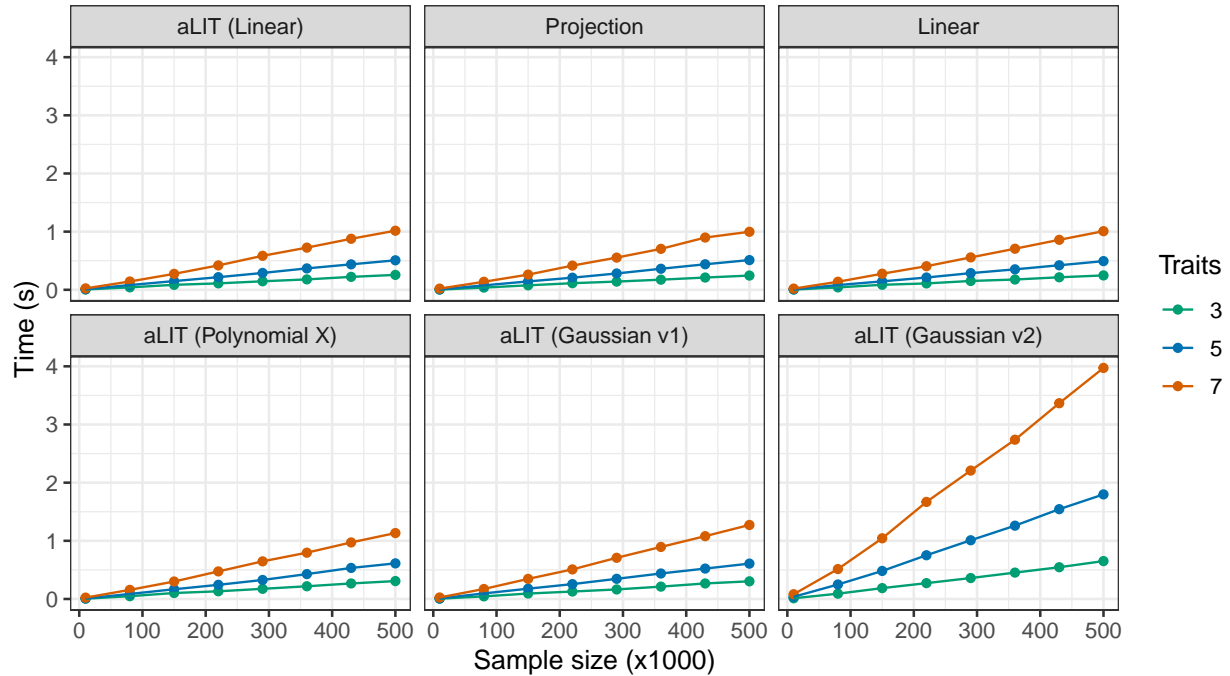 aLIT (Linear)
Projection
Linear
4
3
2
1
0
aLIT (Polynomial X)
aLIT (Gaussian v1)
aLIT (Gaussian v2)
4
3
2
1
0
0 100 200 300 400 500
0 100 200 300 400 500
0 100 200 300 400 500
Sample size (x1000)
Time (s)
Traits
3
5
7